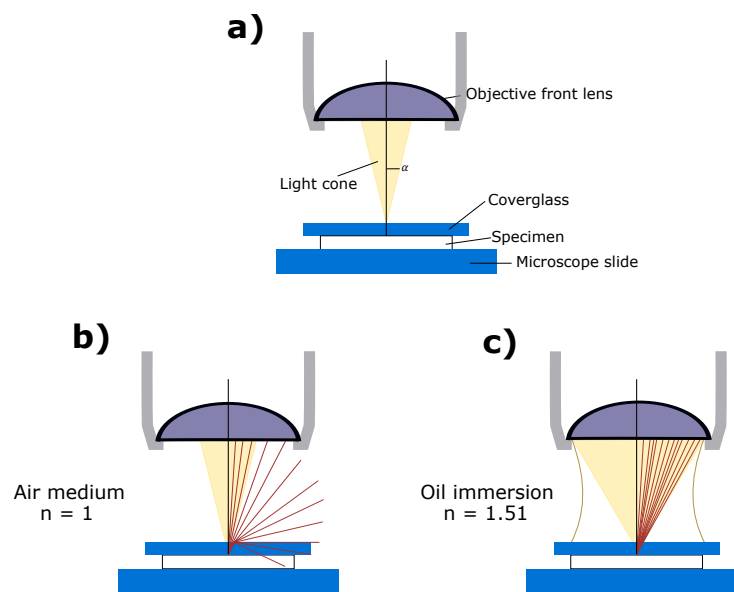 a)
Objective front lens
α
Light cone
Coverglass
Specimen
Microscope slide
b)
c)
Air medium
n = 1
Oil immersion
n = 1.51